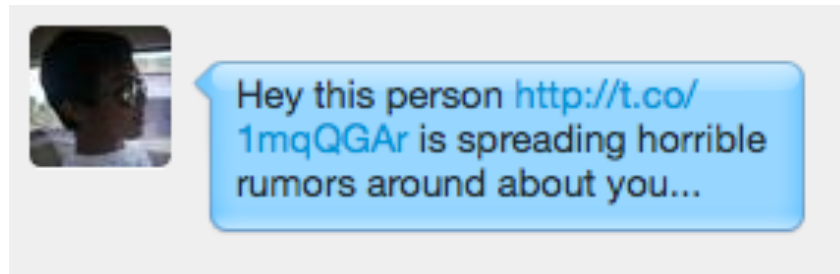 Hey this person http://t.co/
1mqQGAr is spreading horrible
rumors around about you...